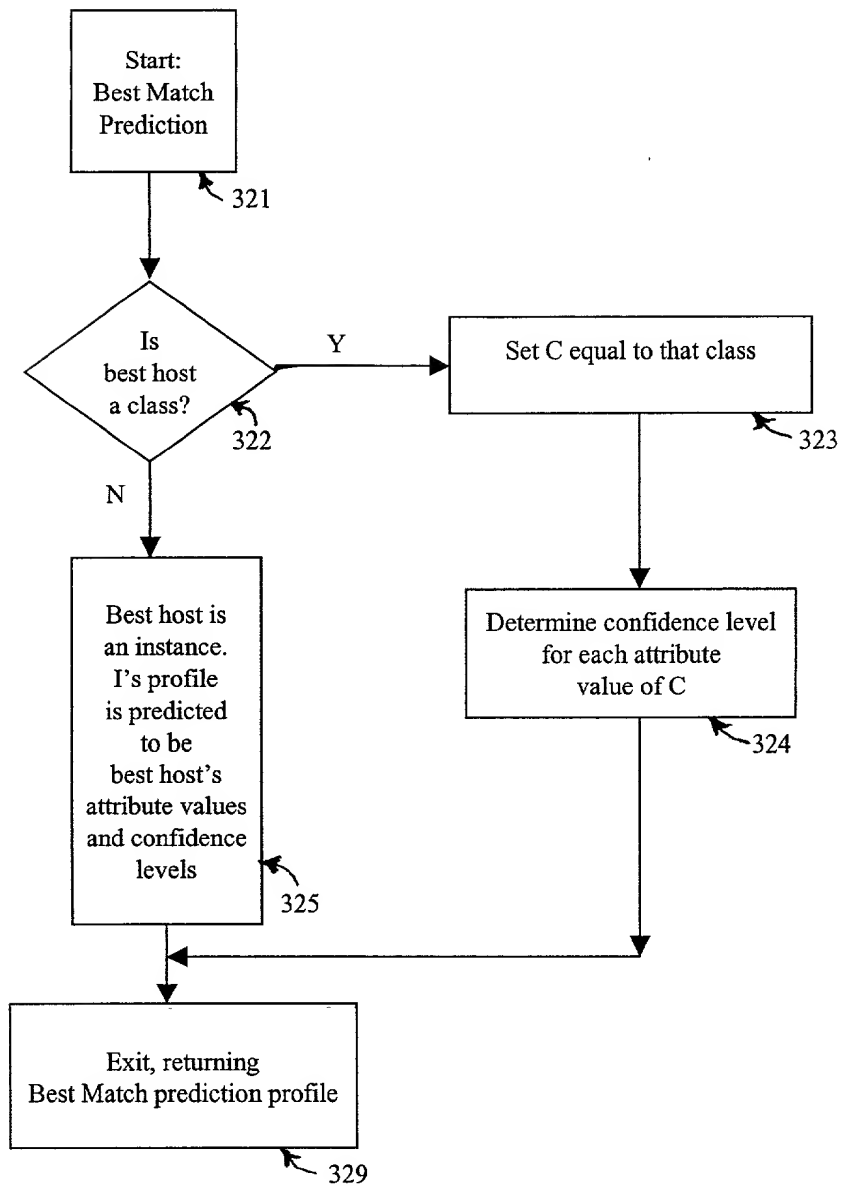 Start:
Best Match
Prediction
321
Is
best host
a class?
322
Y
Set C equal to that class
323
N
Best host is
an instance.
I's profile
is predicted
to be
best host's
attribute values
and confidence
levels
325
Determine confidence level
for each attribute
value of C
324
Exit, returning
Best Match prediction profile
329